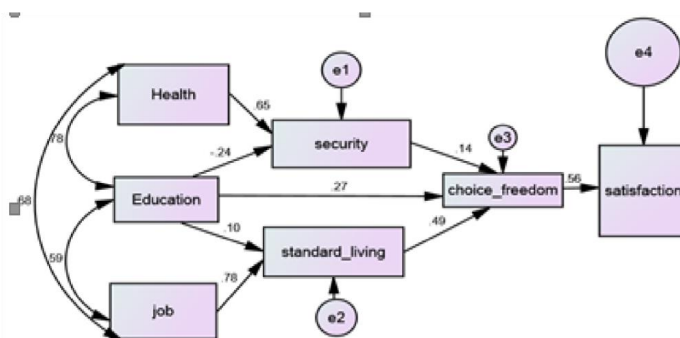 e4
e1
Health
.65
.78
security
e3
-.24
.14
.27
choice_freedom
.56
satisfaction
Education
.68
.10
.49
standard_living
.59
.78
job
e2